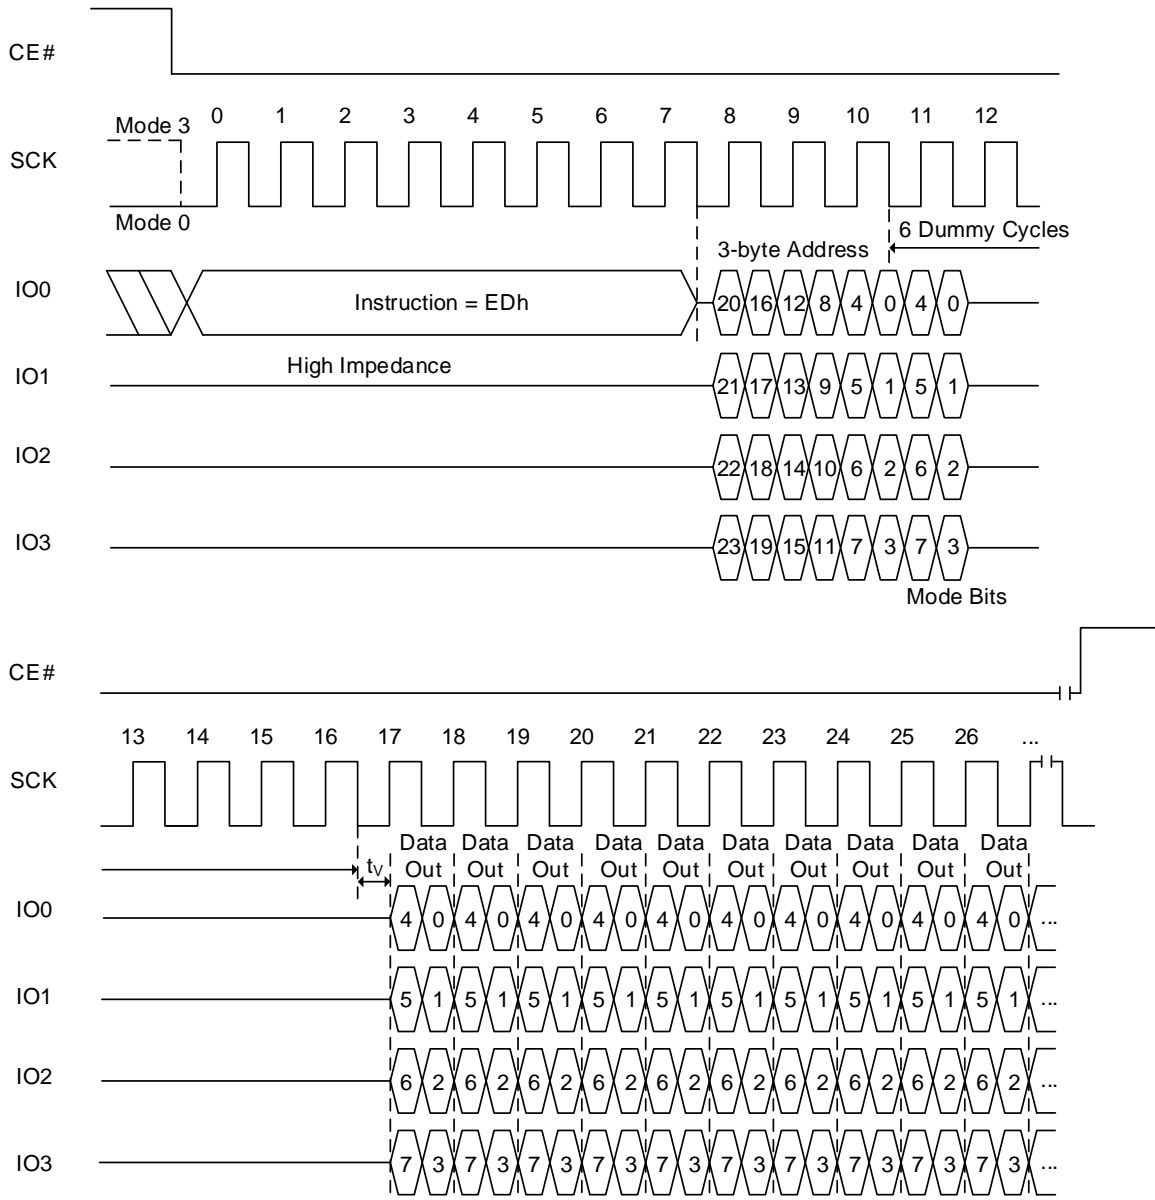 CE#
Mode 3
0 1 2 3 4 5 6 7 8 9 10 11 12
SCK
Mode 0
6 Dummy Cycles
3-byte Address
IO0
Instruction = EDh
20 16 12 8 4 0 4 0
High Impedance
IO1
21 17 13 9 5 1 5 1
IO2
22 18 14 10 6 2 6 2
IO3
23 19 15 11 7 3 7 3
Mode Bits
CE#
13 14 15 16 17 18 19 20 21 22 23 24 25 26 ...
SCK
Data Data Data Data Data Data Data Data Data Data
tV Out Out Out Out Out Out Out Out Out Out
IO0
4 0 4 0 4 0 4 0 4 0 4 0 4 0 4 0 4 0 4 0 ...
IO1
5 1 5 1 5 1 5 1 5 1 5 1 5 1 5 1 5 1 5 1 ...
IO2
6 2 6 2 6 2 6 2 6 2 6 2 6 2 6 2 6 2 6 2 ...
IO3
7 3 7 3 7 3 7 3 7 3 7 3 7 3 7 3 7 3 7 3 ...